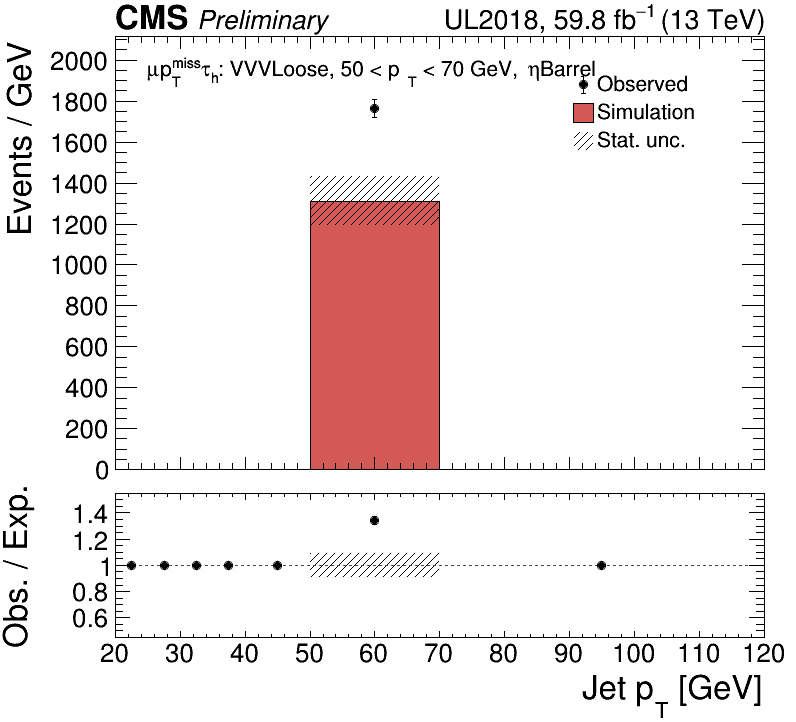 CMS Preliminary UL2018, 59.8 fb⁻¹ (13 TeV)
μp_T^miss τ_h: VVVLoose, 50 < p_T < 70 GeV, ηBarrel
Observed
Simulation
Stat. unc.
Events / GeV
2000
1800
1600
1400
1200
1000
800
600
400
200
0
Obs. / Exp.
1.4
1.2
1
0.8
0.6
20 30 40 50 60 70 80 90 100 110 120
Jet p_T [GeV]